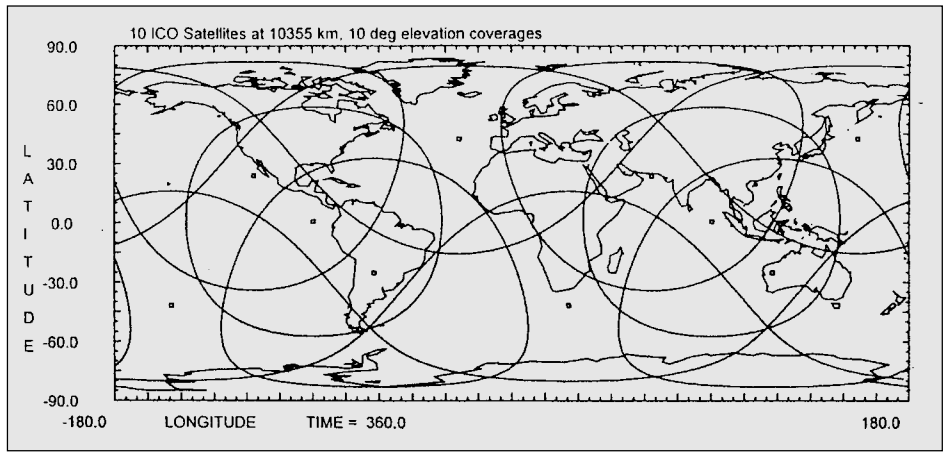 10 ICO Satellites at 10355 km, 10 deg elevation coverages
90.0
60.0
30.0
0.0
-30.0
-60.0
-90.0
LATITUDE
-180.0 LONGITUDE TIME = 360.0 180.0